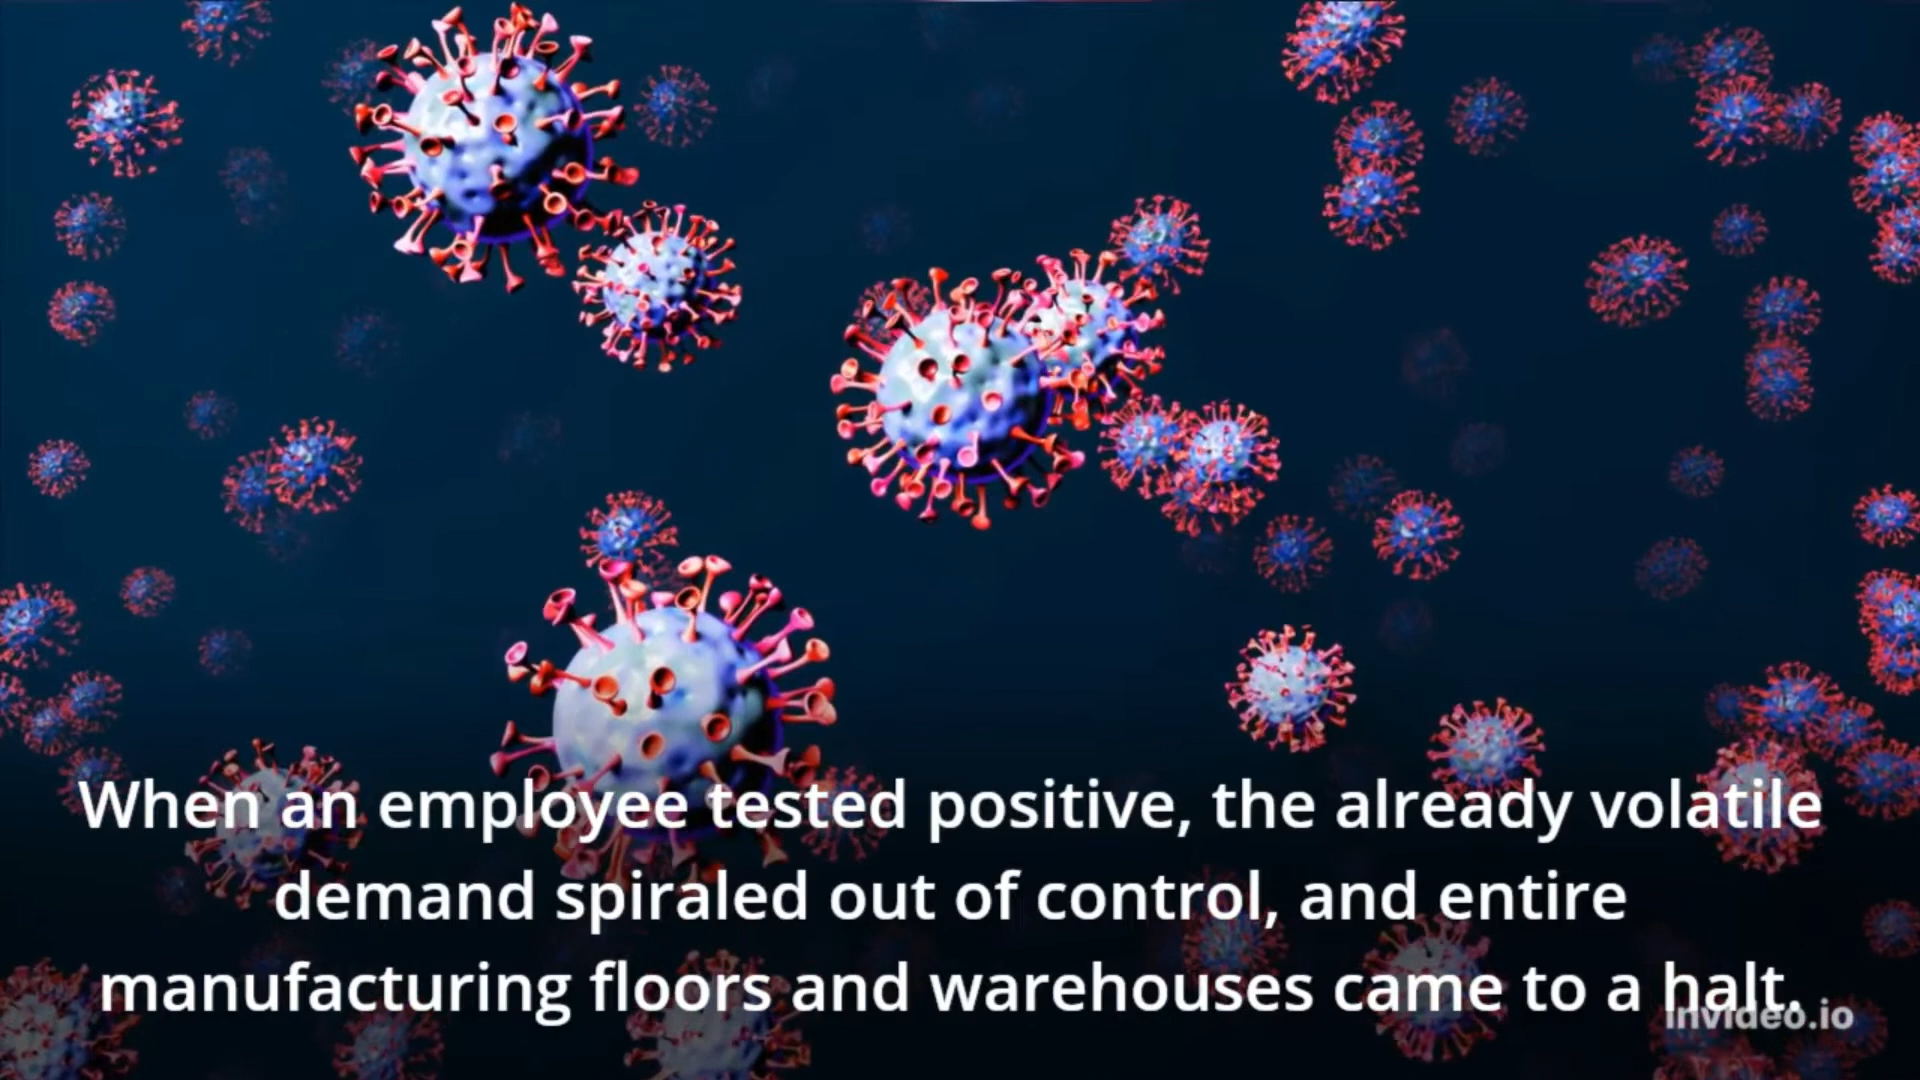 When an employee tested positive, the already volatile
demand spiraled out of control, and entire
manufacturing floors and warehouses came to a halt.
invideo.io